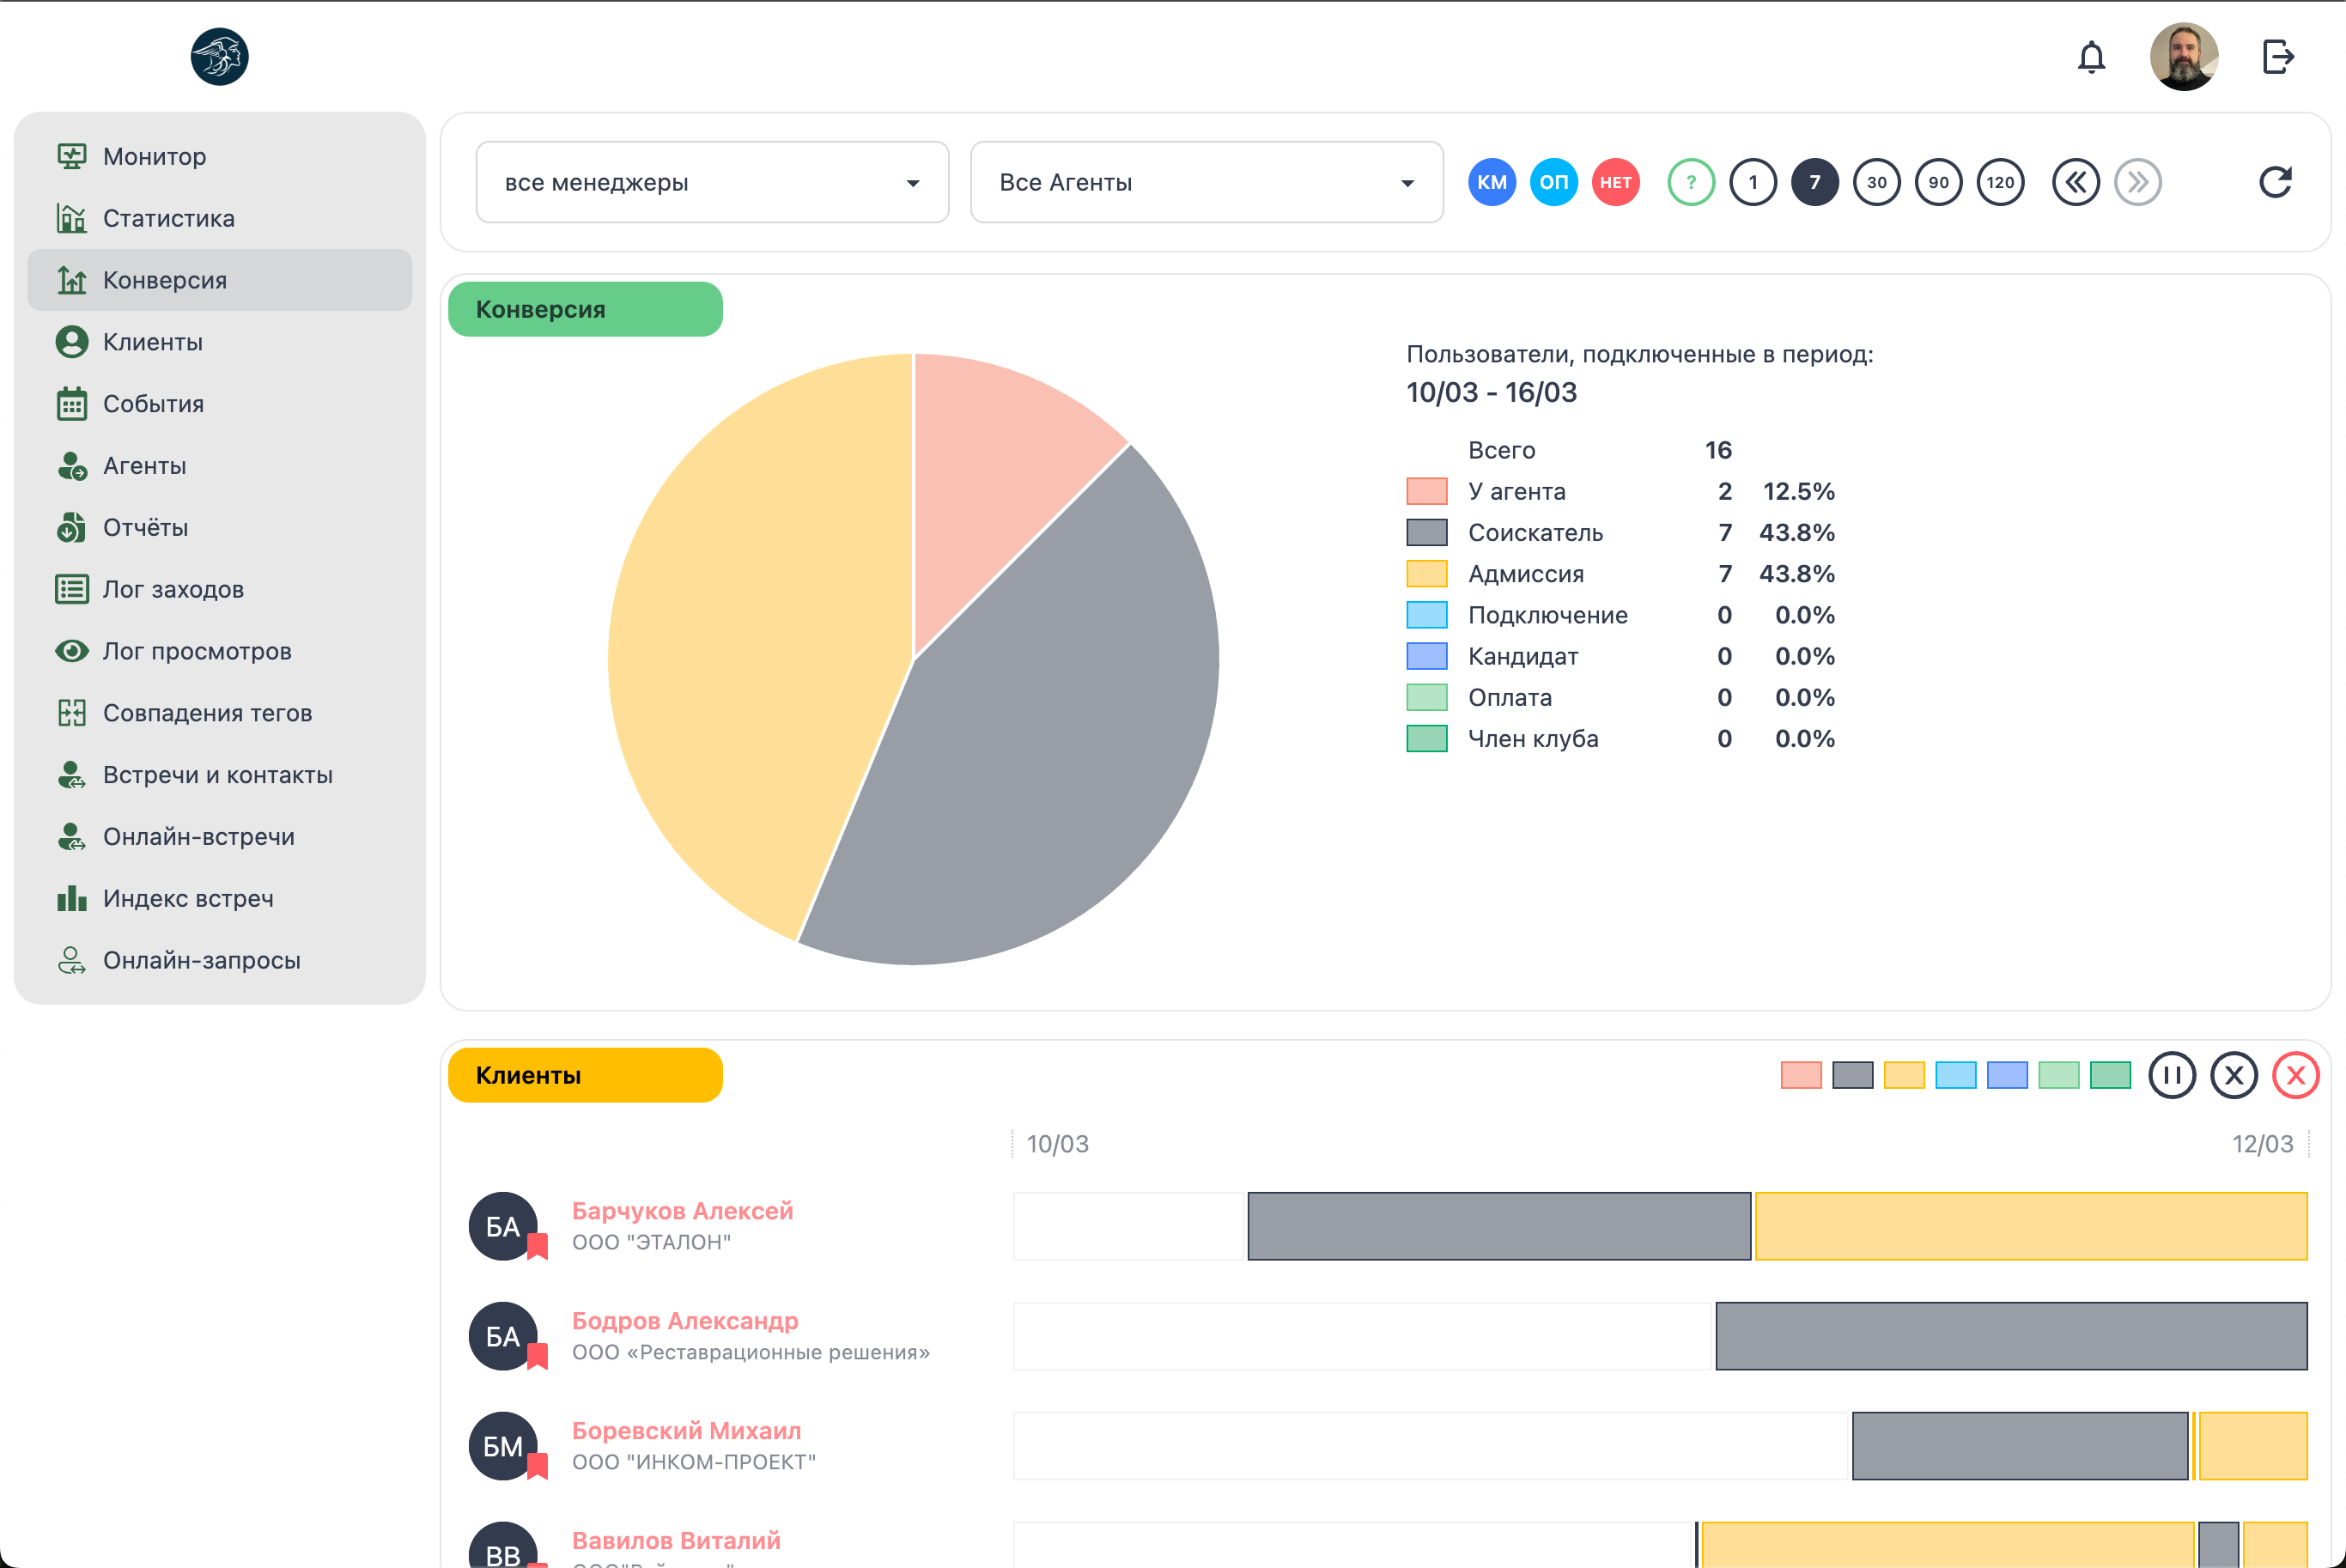 Монитор
Статистика
Конверсия
Клиенты
События
Агенты
Отчёты
Лог заходов
Лог просмотров
Совпадения тегов
Встречи и контакты
Онлайн-встречи
Индекс встреч
Онлайн-запросы
все менеджеры
Все Агенты
КМ ОП НЕТ ? 1 7 30 90 120
Конверсия
Пользователи, подключенные в период:
10/03 - 16/03
Всего 16
У агента 2 12.5%
Соискатель 7 43.8%
Адмиссия 7 43.8%
Подключение 0 0.0%
Кандидат 0 0.0%
Оплата 0 0.0%
Член клуба 0 0.0%
Клиенты
10/03 12/03
БА Барчуков Алексей
ООО "ЭТАЛОН"
БА Бодров Александр
ООО «Реставрационные решения»
БМ Боревский Михаил
ООО "ИНКОМ-ПРОЕКТ"
ВВ Вавилов Виталий